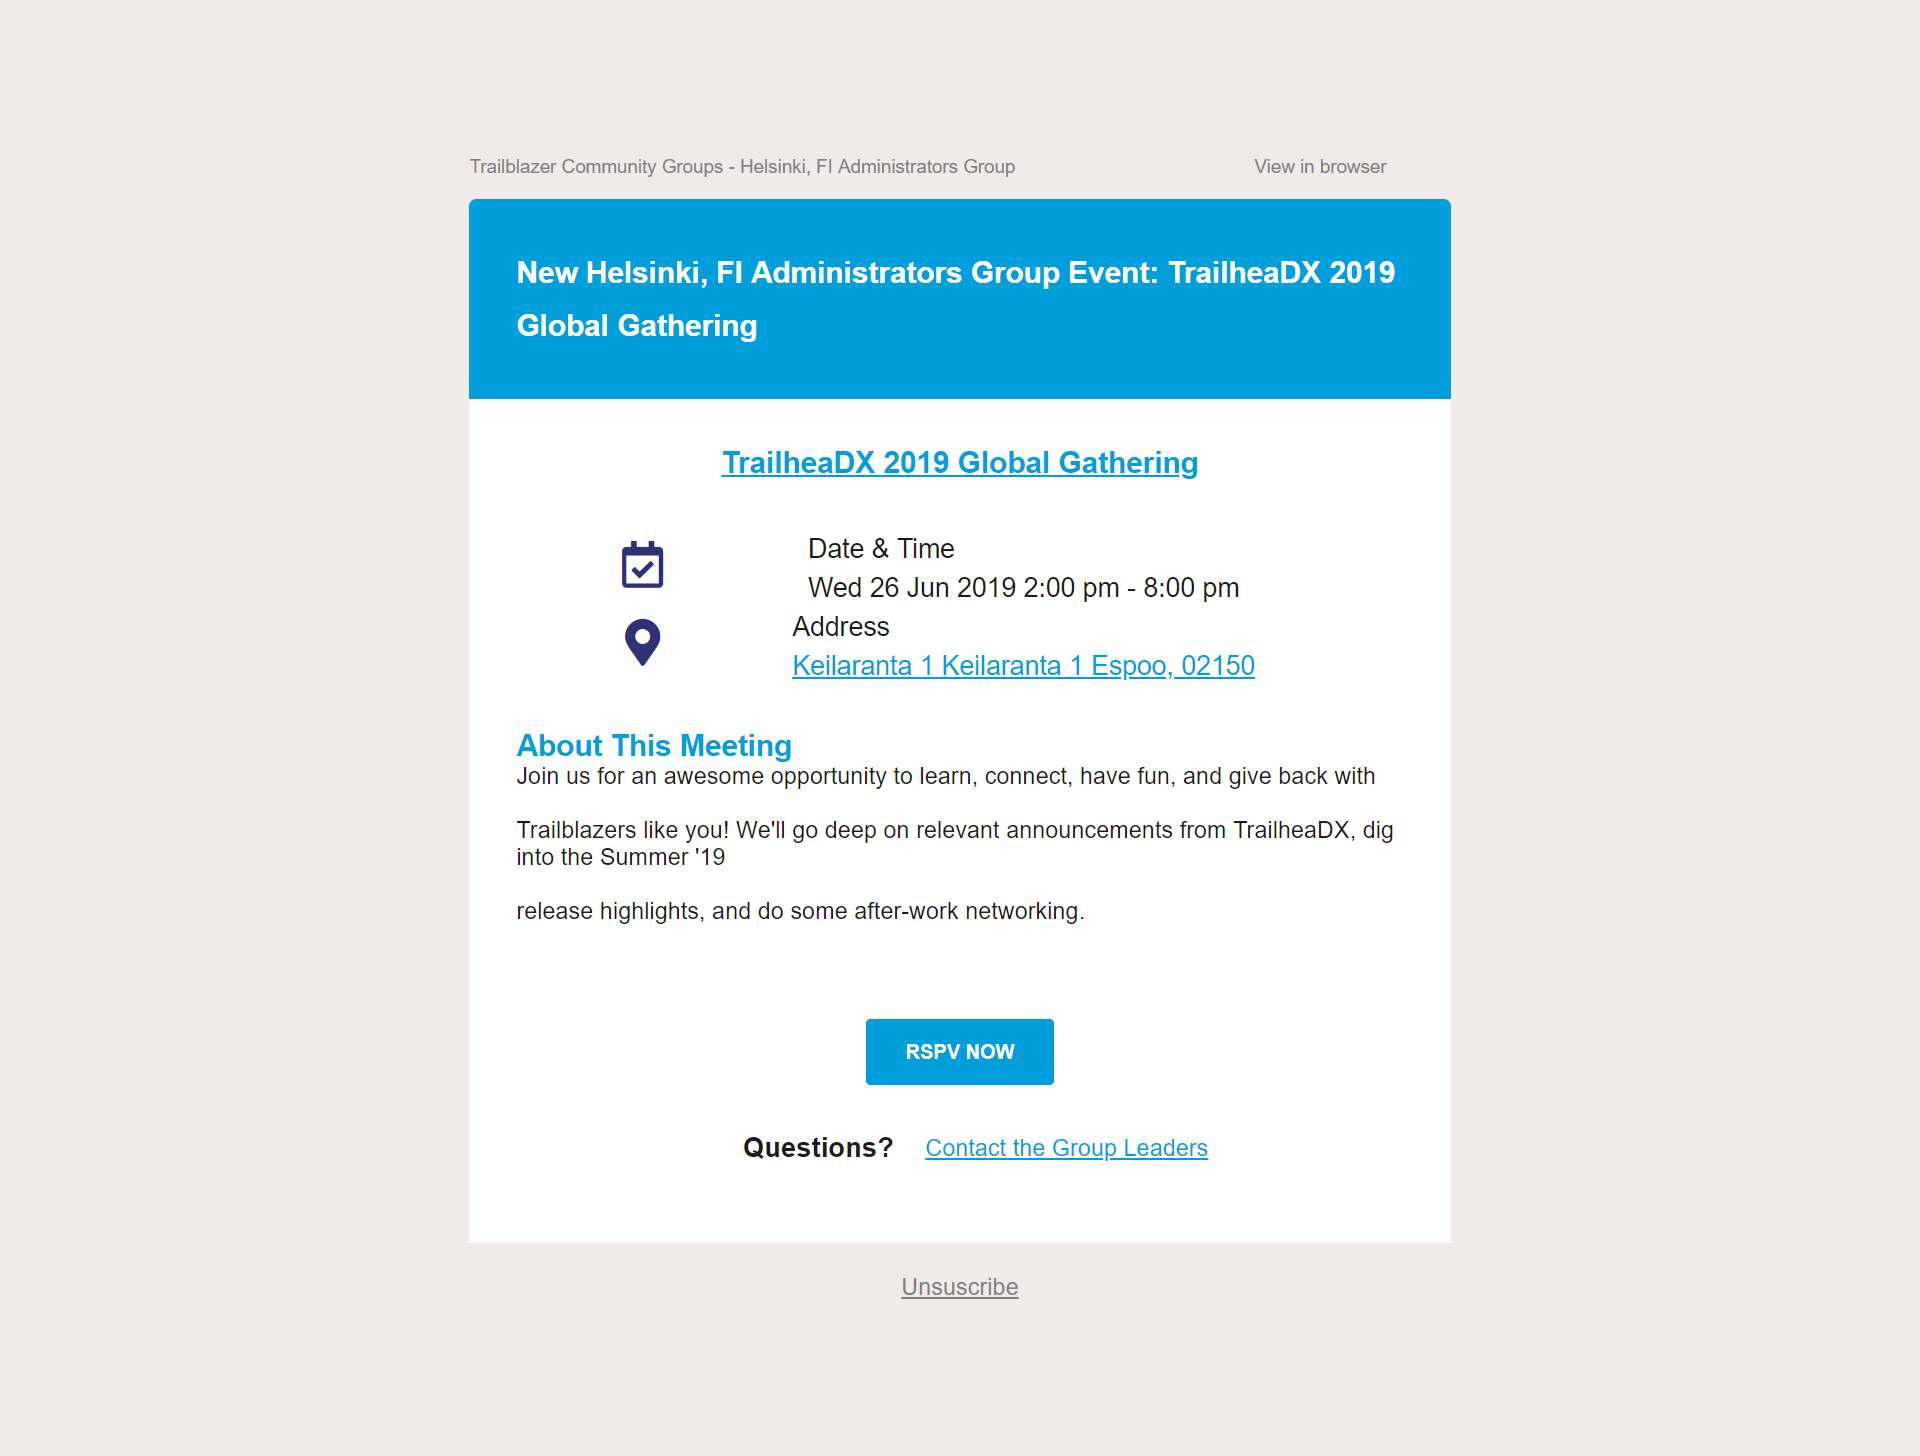 Trailblazer Community Groups - Helsinki, FI Administrators Group
View in browser
New Helsinki, FI Administrators Group Event: TrailheaDX 2019
Global Gathering
TrailheaDX 2019 Global Gathering
Date & Time
Wed 26 Jun 2019 2:00 pm - 8:00 pm
Address
Keilaranta 1 Keilaranta 1 Espoo, 02150
About This Meeting
Join us for an awesome opportunity to learn, connect, have fun, and give back with
Trailblazers like you! We'll go deep on relevant announcements from TrailheaDX, dig
into the Summer '19
release highlights, and do some after-work networking.
RSPV NOW
Questions?
Contact the Group Leaders
Unsuscribe